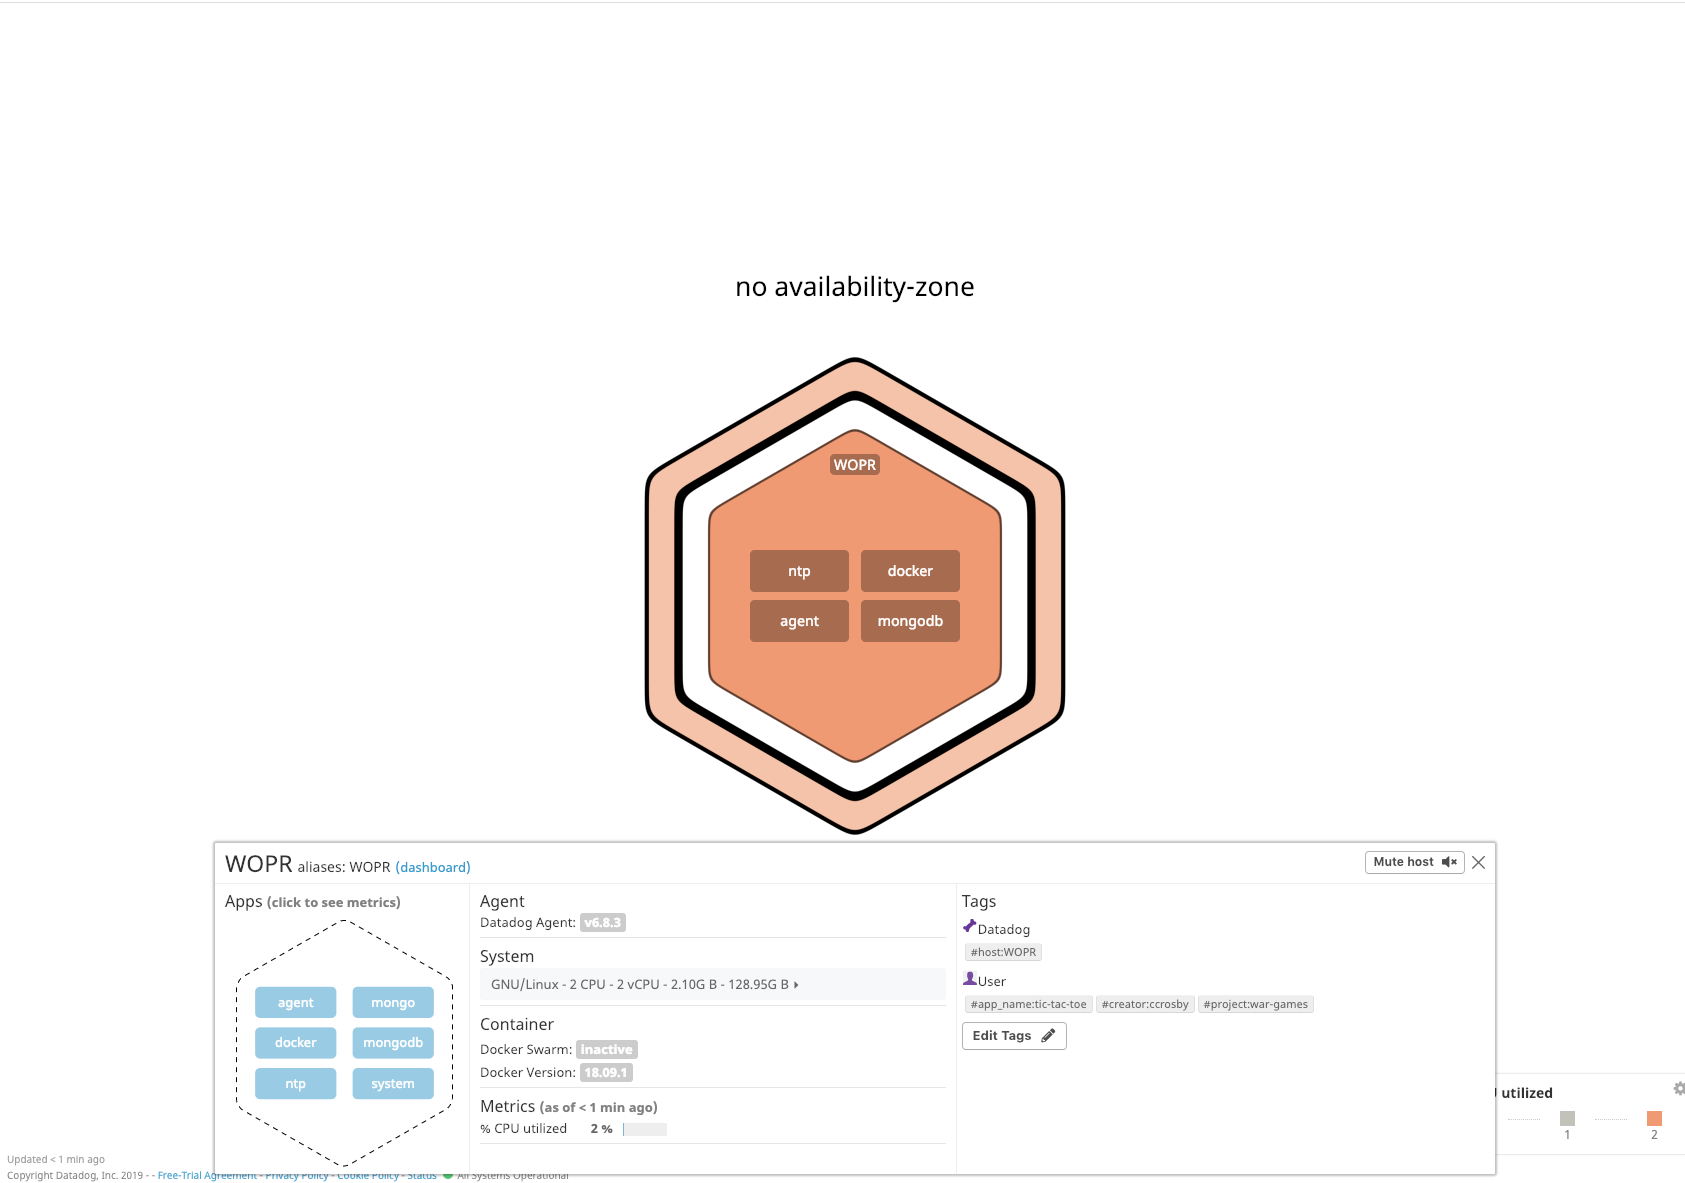 no availability-zone
WOPR
ntp docker
agent mongodb
WOPR aliases: WOPR (dashboard)
Mute host
Apps (click to see metrics)
agent mongo
docker mongodb
ntp system
Agent
Datadog Agent: v6.8.3
System
GNU/Linux - 2 CPU - 2 vCPU - 2.10G B - 128.95G B
Container
Docker Swarm: inactive
Docker Version: 18.09.1
Metrics (as of < 1 min ago)
% CPU utilized 2 %
Tags
Datadog
#host:WOPR
User
#app_name:tic-tac-toe #creator:ccrosby #project:war-games
Edit Tags
utilized
1 2
Updated < 1 min ago
Copyright Datadog, Inc. 2019 - - Free-Trial Agreement - Privacy Policy - Cookie Policy - Status All Systems Operational